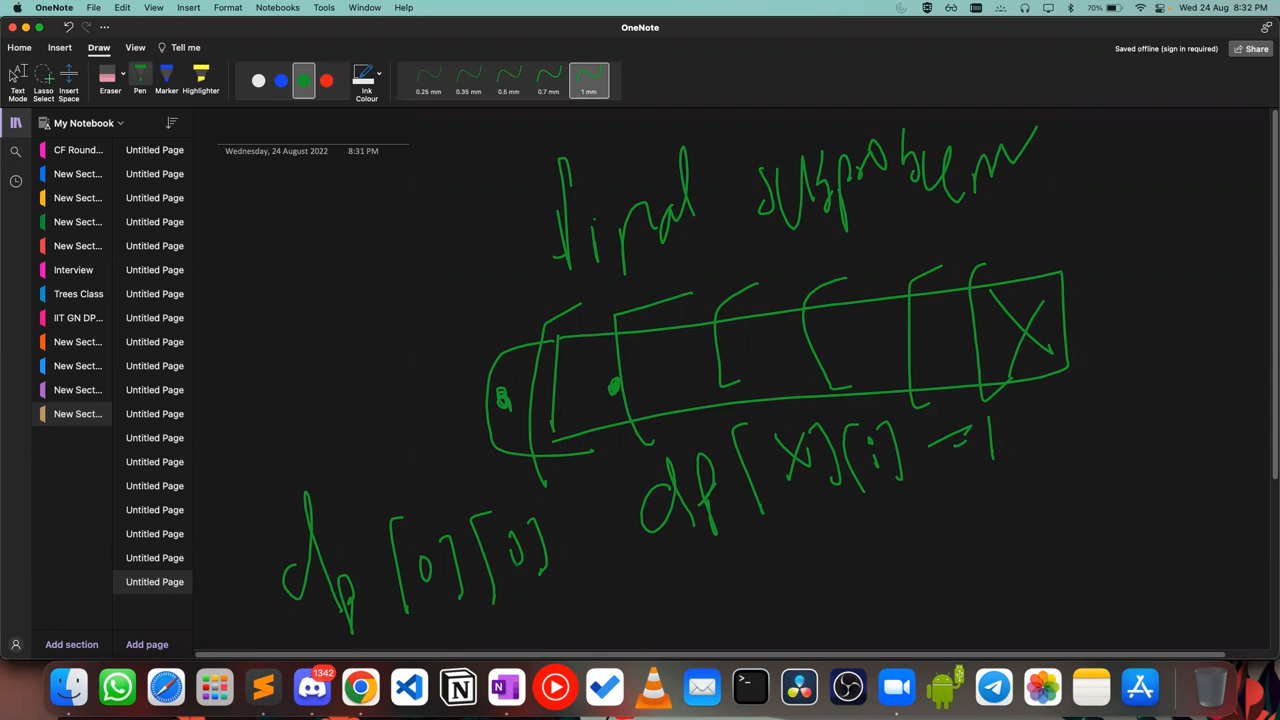 OneNote File Edit View Insert Format Notebooks Tools Window Help 70% Wed 24 Aug 8:32 PM
OneNote
Home Insert Draw View Tell me Saved offline (sign in required) Share
Text Mode Lasso Select Insert Space Eraser Pen Marker Highlighter Ink Colour 0.25 mm 0.35 mm 0.5 mm 0.7 mm 1 mm
My Notebook
Wednesday, 24 August 2022 8:31 PM
CF Round... Untitled Page
New Sect... Untitled Page
New Sect... Untitled Page
New Sect... Untitled Page
New Sect... Untitled Page
Interview Untitled Page
Trees Class Untitled Page
IIT GN DP... Untitled Page
New Sect... Untitled Page
New Sect... Untitled Page
New Sect... Untitled Page
New Sect... Untitled Page
Untitled Page
Untitled Page
Untitled Page
Untitled Page
Untitled Page
Untitled Page
Untitled Page
Add section Add page
final subproblem
dp[x][i] = 1
dp[0][0]
1342